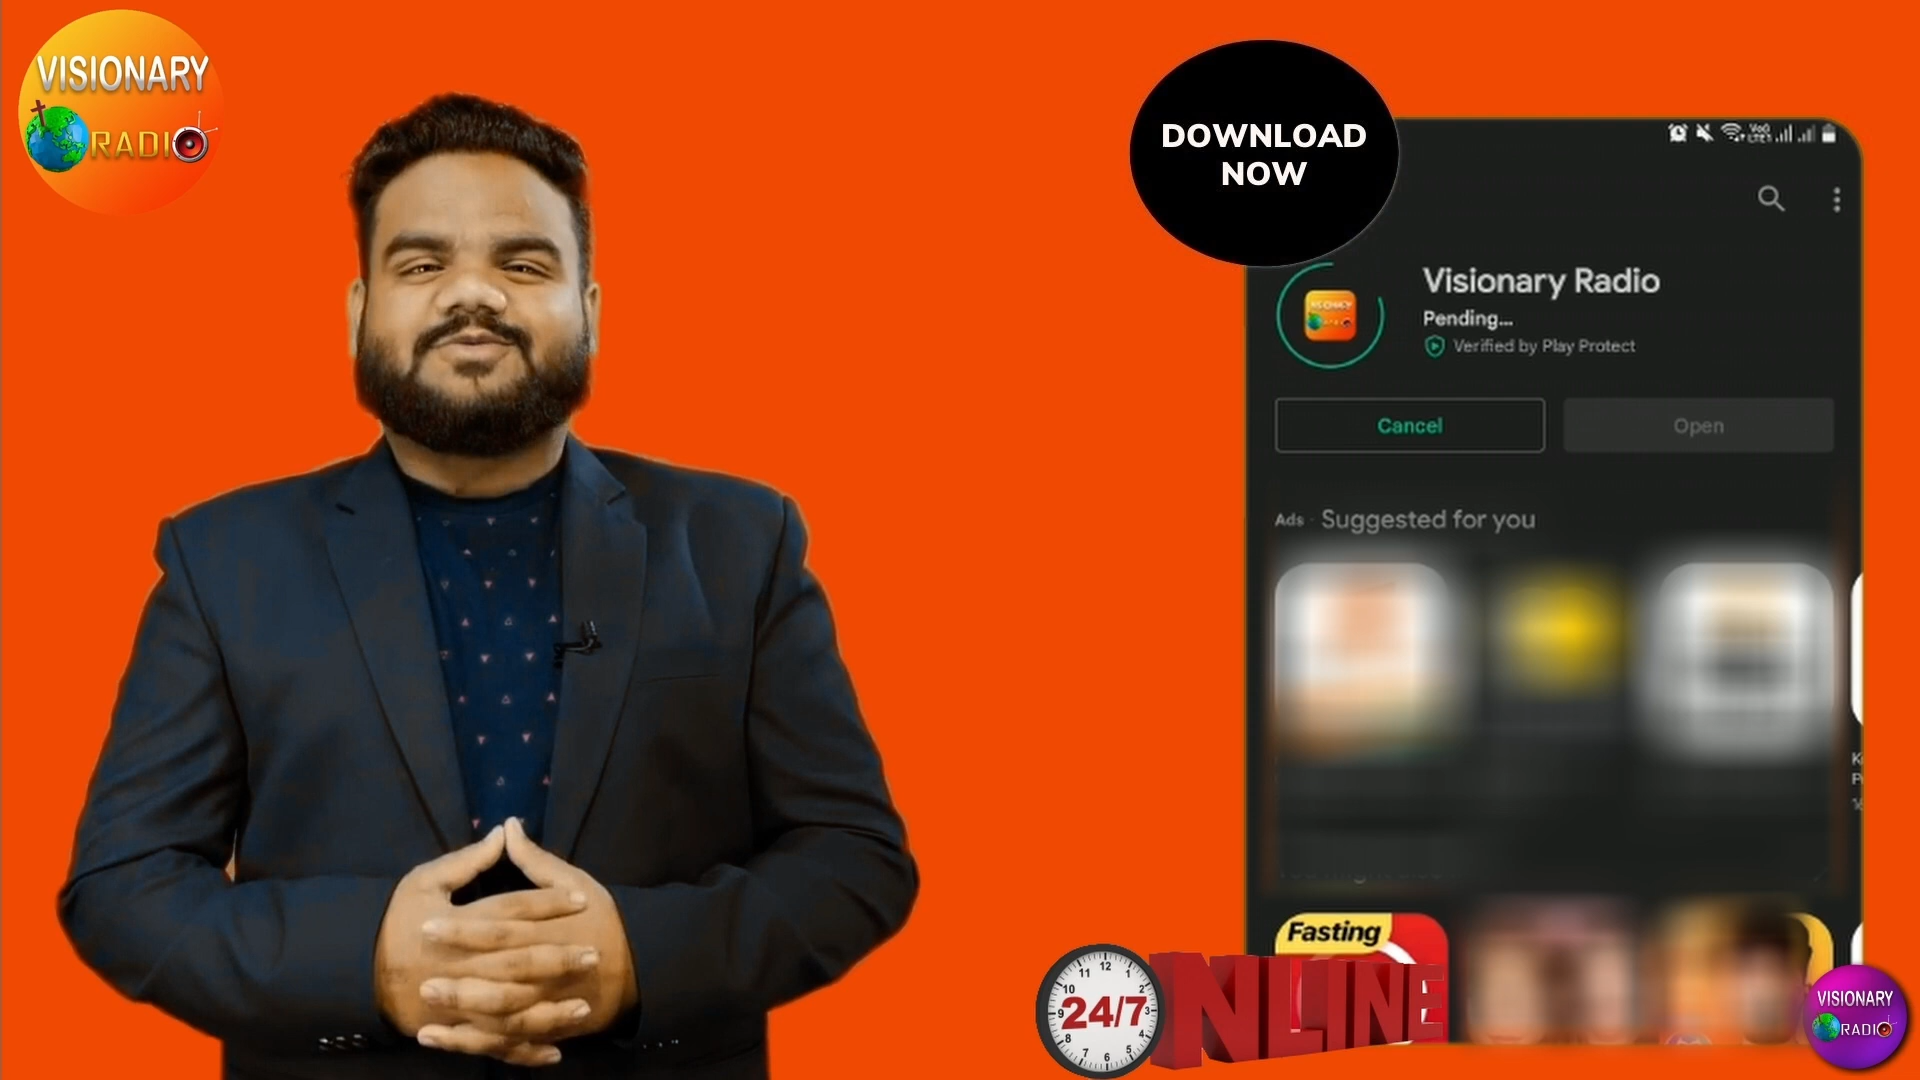 VISIONARY
RADIO
DOWNLOAD
NOW
Visionary Radio
Pending...
Verified by Play Protect
Cancel
Open
Ads · Suggested for you
Fasting
24/7
ONLINE
VISIONARY
RADIO